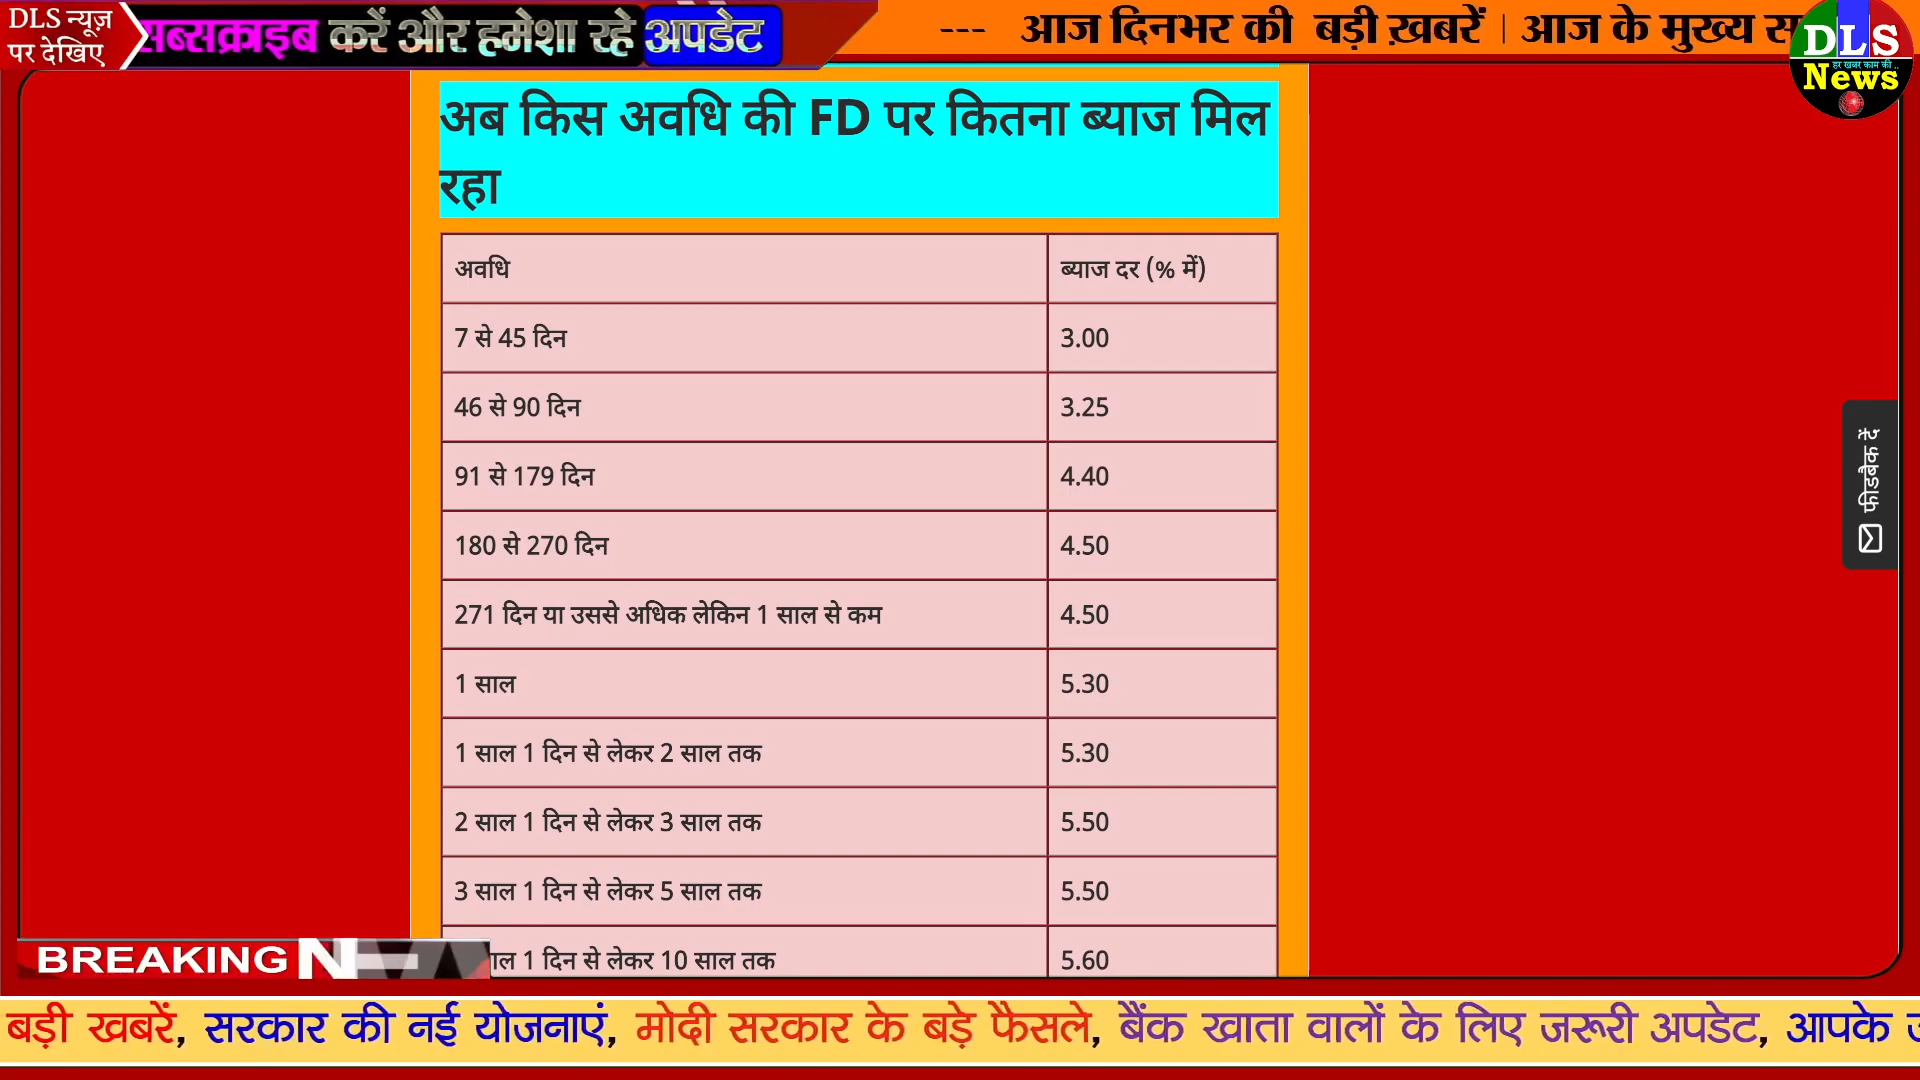 DLS न्यूज़
पर देखिए
सब्सक्राइब करें और हमेशा रहे अपडेट
--- आज दिनभर की बड़ी ख़बरें | आज के मुख्य स
DLS
हर खबर काम की..
News
अब किस अवधि की FD पर कितना ब्याज मिल
रहा
अवधि ब्याज दर (% में)
7 से 45 दिन 3.00
46 से 90 दिन 3.25
91 से 179 दिन 4.40
180 से 270 दिन 4.50
271 दिन या उससे अधिक लेकिन 1 साल से कम 4.50
1 साल 5.30
1 साल 1 दिन से लेकर 2 साल तक 5.30
2 साल 1 दिन से लेकर 3 साल तक 5.50
3 साल 1 दिन से लेकर 5 साल तक 5.50
1 दिन से लेकर 10 साल तक 5.60
फीडबैक दें
BREAKING
बड़ी खबरें, सरकार की नई योजनाएं, मोदी सरकार के बड़े फैसले, बैंक खाता वालों के लिए जरूरी अपडेट, आपके